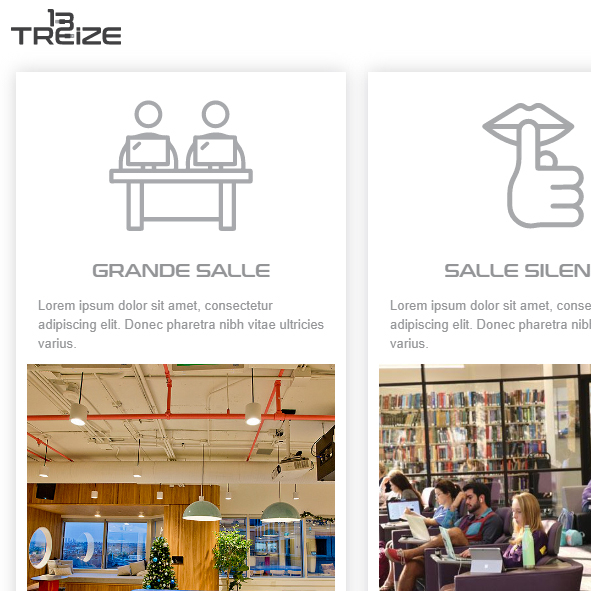 13
TREiZE
GRANDE SALLE
Lorem ipsum dolor sit amet, consectetur
adipiscing elit. Donec pharetra nibh vitae ultricies
varius.
SALLE SILEN
Lorem ipsum dolor sit amet, conse
adipiscing elit. Donec pharetra nibh
varius.